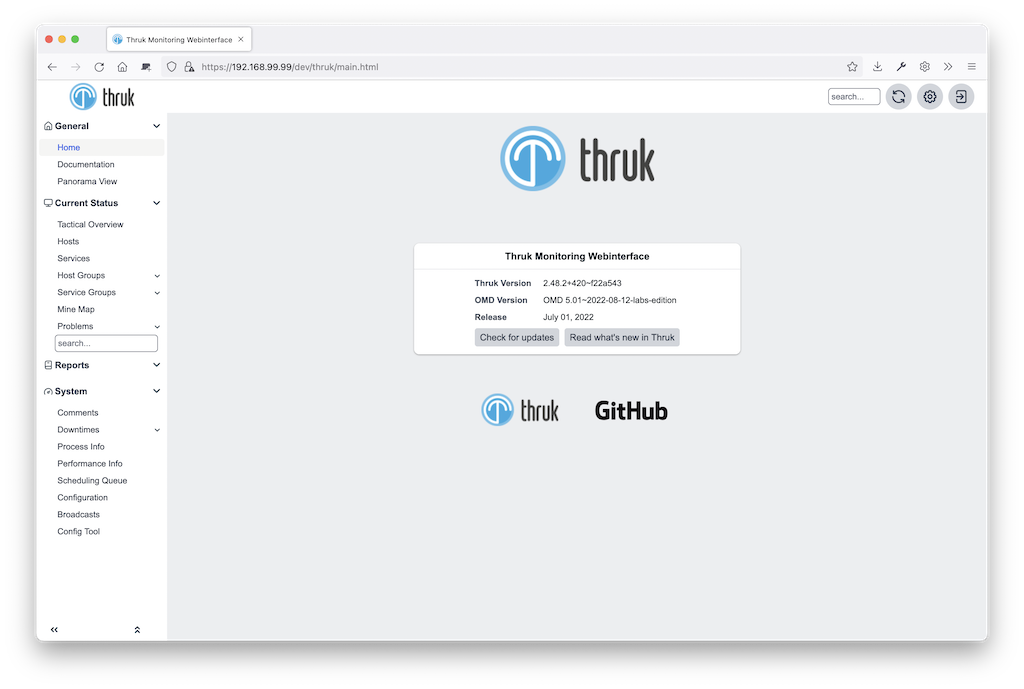 Thruk Monitoring Webinterface
https://192.168.99.99/dev/thruk/main.html
thruk
search...
General
Home
Documentation
Panorama View
Current Status
Tactical Overview
Hosts
Services
Host Groups
Service Groups
Mine Map
Problems
search...
Reports
System
Comments
Downtimes
Process Info
Performance Info
Scheduling Queue
Configuration
Broadcasts
Config Tool
thruk
Thruk Monitoring Webinterface
Thruk Version 2.48.2+420~f22a543
OMD Version OMD 5.01~2022-08-12-labs-edition
Release July 01, 2022
Check for updates Read what's new in Thruk
thruk GitHub